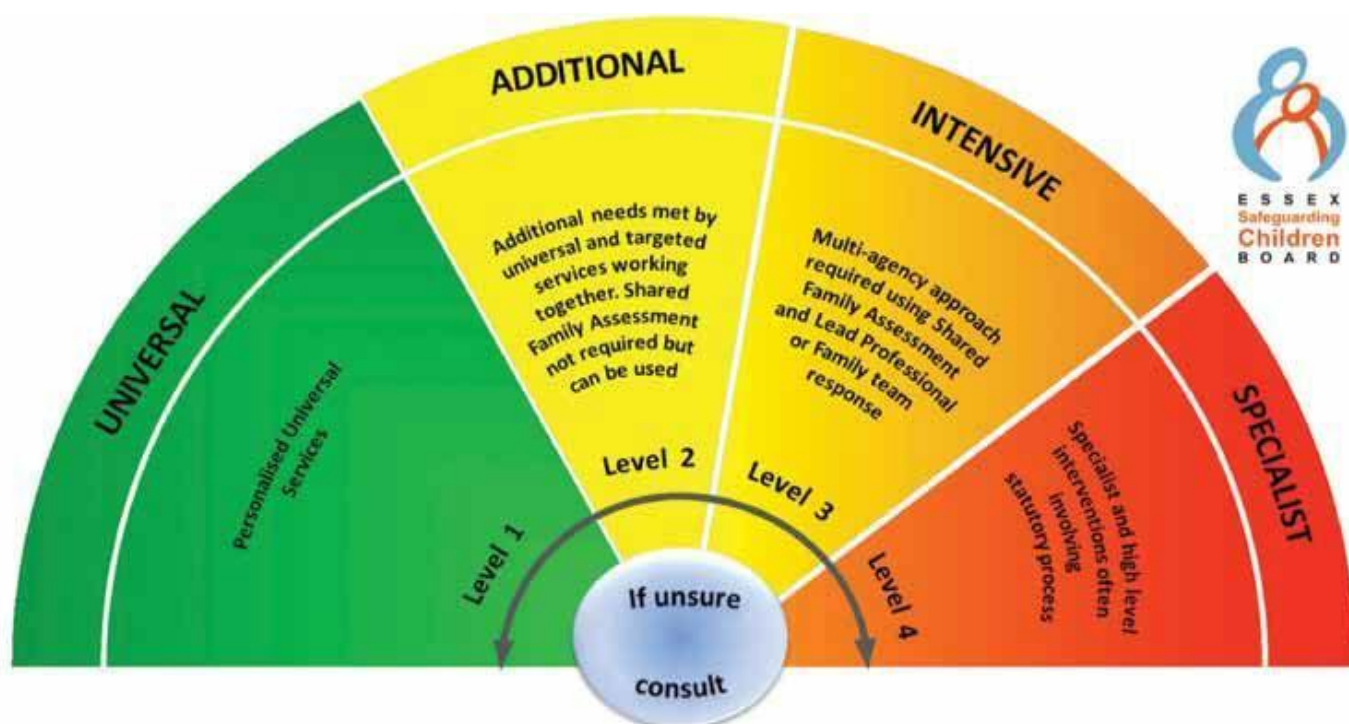 UNIVERSAL
Personalised Universal
Services
Level 1
ADDITIONAL
Additional needs met by
universal and targeted
services working
together. Shared
Family Assessment
not required but
can be used
Level 2
INTENSIVE
Multi-agency approach
required using Shared
Family Assessment
and Lead Professional
or Family team
response
Level 3
SPECIALIST
Specialist and high level
interventions often
involving
statutory process
Level 4
If unsure
consult
ESSEX
Safeguarding
Children
BOARD